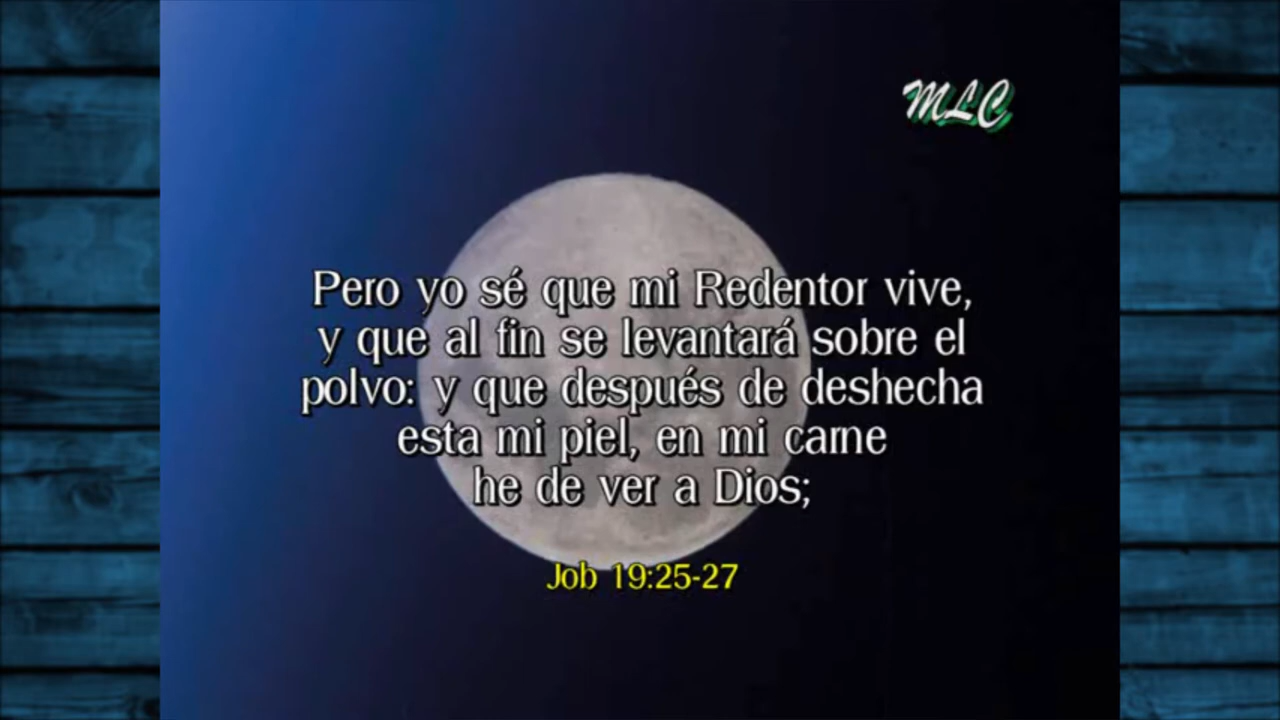 MLC
Pero yo sé que mi Redentor vive,
y que al fin se levantará sobre el
polvo: y que después de deshecha
esta mi piel, en mi carne
he de ver a Dios;
Job 19:25-27